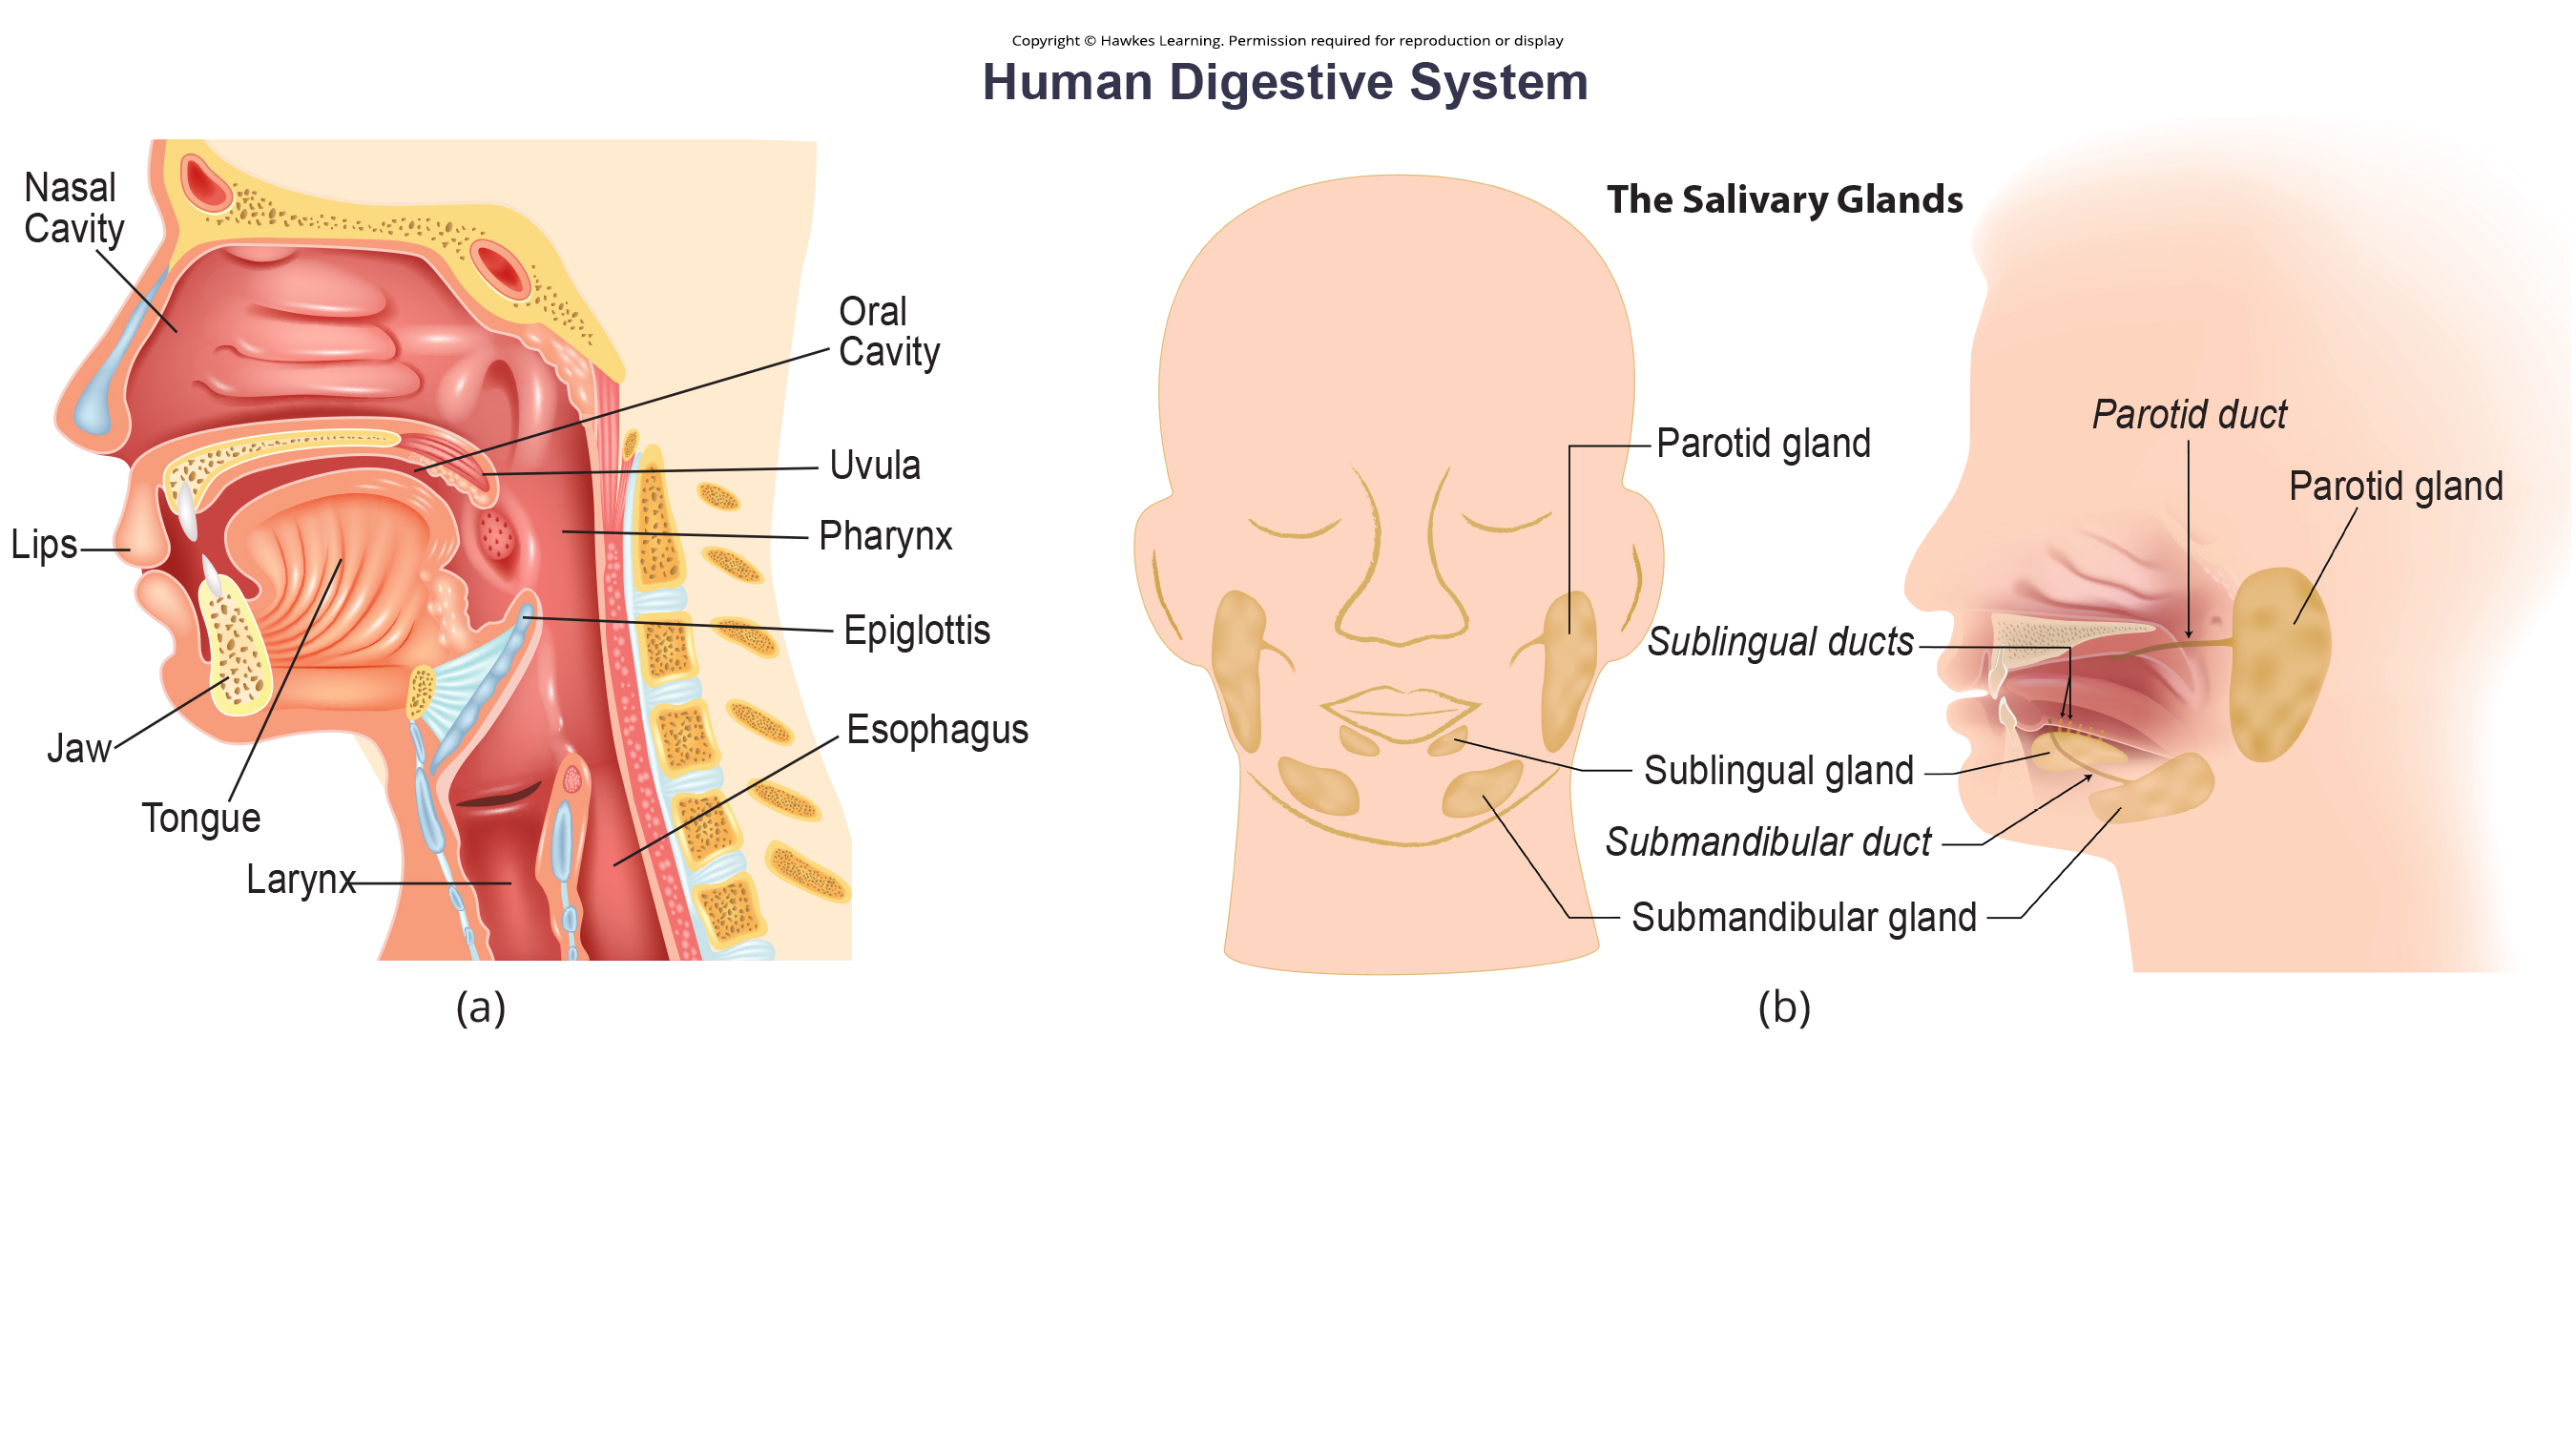 Copyright © Hawkes Learning. Permission required for reproduction or display
Human Digestive System
Nasal
Cavity
Oral
Cavity
Uvula
Lips
Pharynx
Epiglottis
Jaw
Esophagus
Tongue
Larynx
(a)
The Salivary Glands
Parotid gland
Parotid duct
Parotid gland
Sublingual ducts
Sublingual gland
Submandibular duct
Submandibular gland
(b)